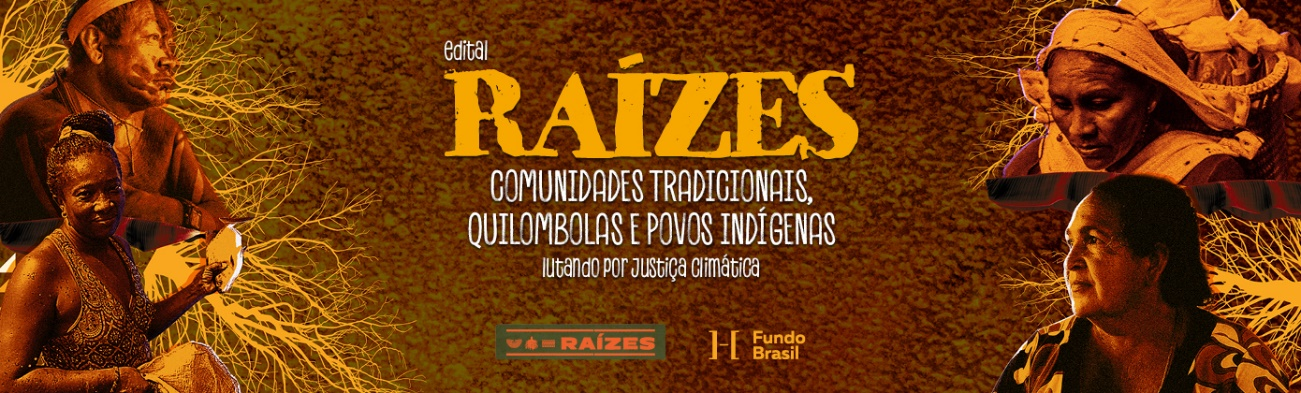 edital
RAÍZES
COMUNIDADES TRADICIONAIS,
QUILOMBOLAS E POVOS INDÍGENAS
lutando por justiça climática
RAÍZES
Fundo
Brasil